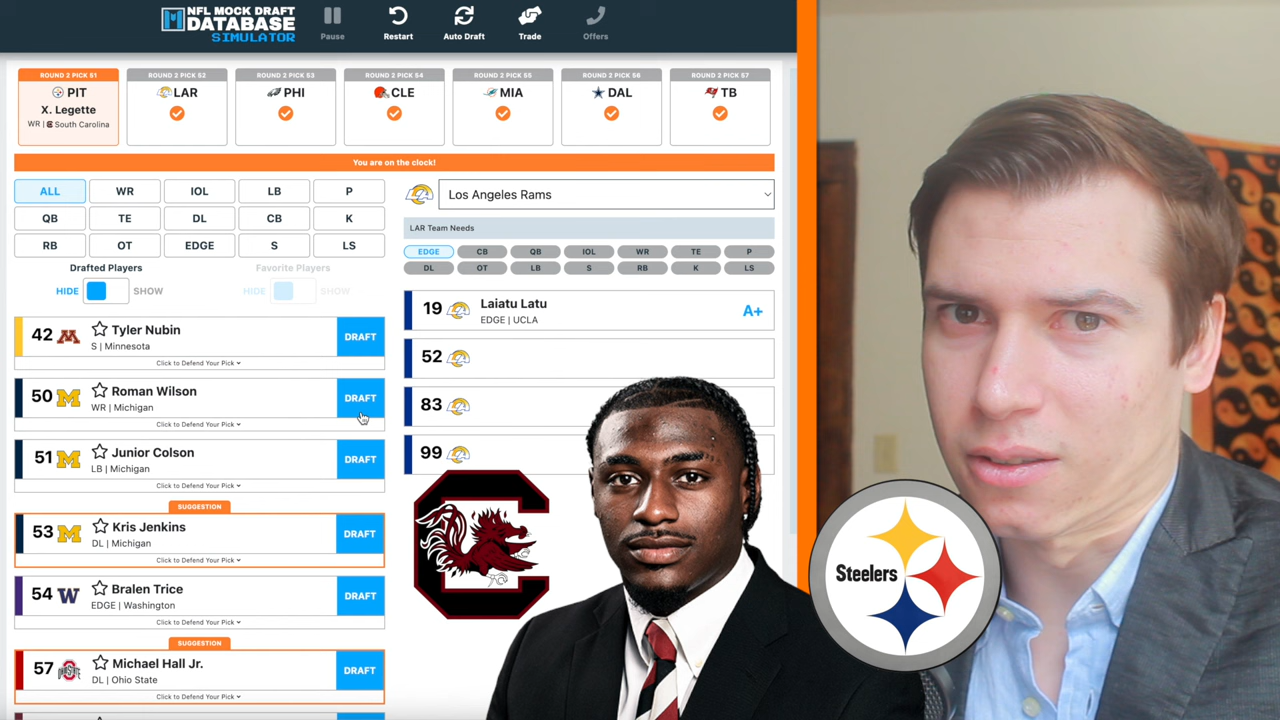 NFL MOCK DRAFT
DATABASE
SIMULATOR
Pause
Restart
Auto Draft
Trade
Offers
ROUND 2 PICK 51
PIT
X. Legette
WR | South Carolina
ROUND 2 PICK 52
LAR
ROUND 2 PICK 53
PHI
ROUND 2 PICK 54
CLE
ROUND 2 PICK 55
MIA
ROUND 2 PICK 56
DAL
ROUND 2 PICK 57
TB
You are on the clock!
ALL WR IOL LB P
QB TE DL CB K
RB OT EDGE S LS
Drafted Players
HIDE SHOW
Favorite Players
HIDE SHOW
42 Tyler Nubin
S | Minnesota
DRAFT
Click to Defend Your Pick
50 Roman Wilson
WR | Michigan
DRAFT
Click to Defend Your Pick
51 Junior Colson
LB | Michigan
DRAFT
Click to Defend Your Pick
SUGGESTION
53 Kris Jenkins
DL | Michigan
DRAFT
Click to Defend Your Pick
54 Bralen Trice
EDGE | Washington
DRAFT
Click to Defend Your Pick
SUGGESTION
57 Michael Hall Jr.
DL | Ohio State
DRAFT
Click to Defend Your Pick
Los Angeles Rams
LAR Team Needs
EDGE CB QB IOL WR TE P
DL OT LB S RB K LS
19 Laiatu Latu
EDGE | UCLA
A+
52
83
99
Steelers